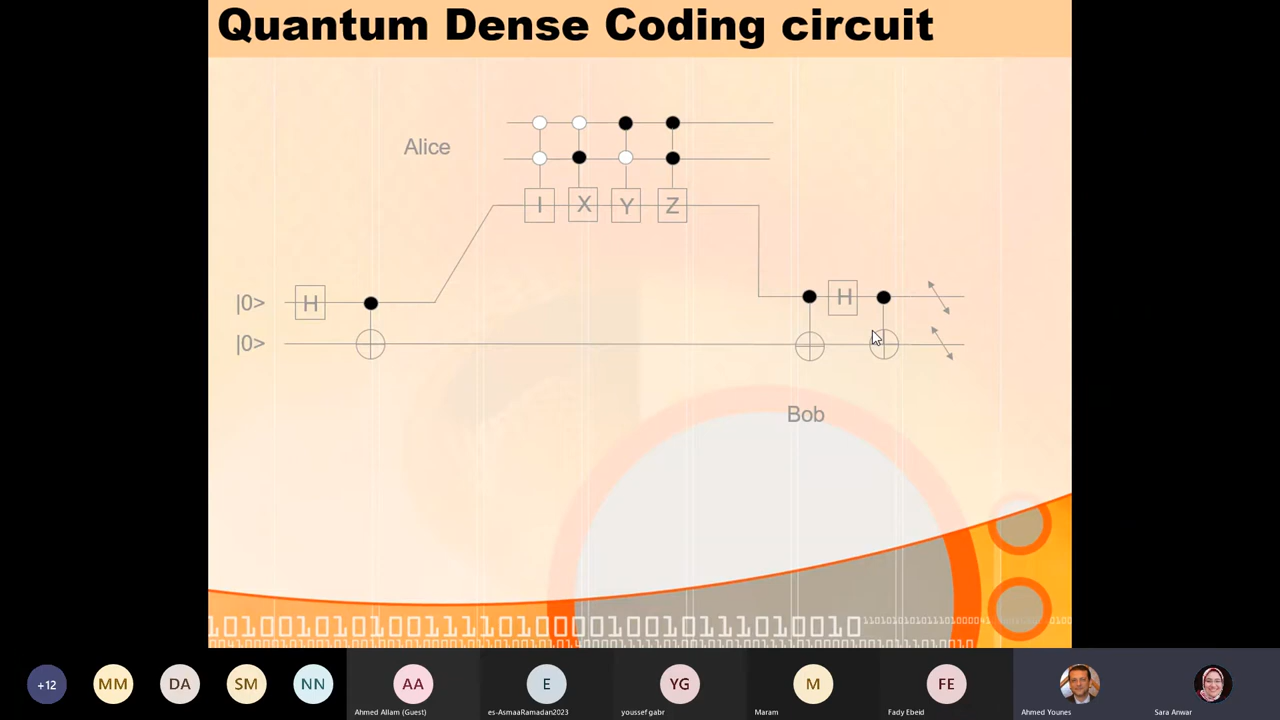 Quantum Dense Coding circuit
Alice
I X Y Z
|0> H H
|0>
Bob
+12 MM DA SM NN AA E YG M FE
Ahmed Allam (Guest) es-AsmaaRamadan2023 youssef gabr Maram Fady Ebeid Ahmed Younes Sara Anwar